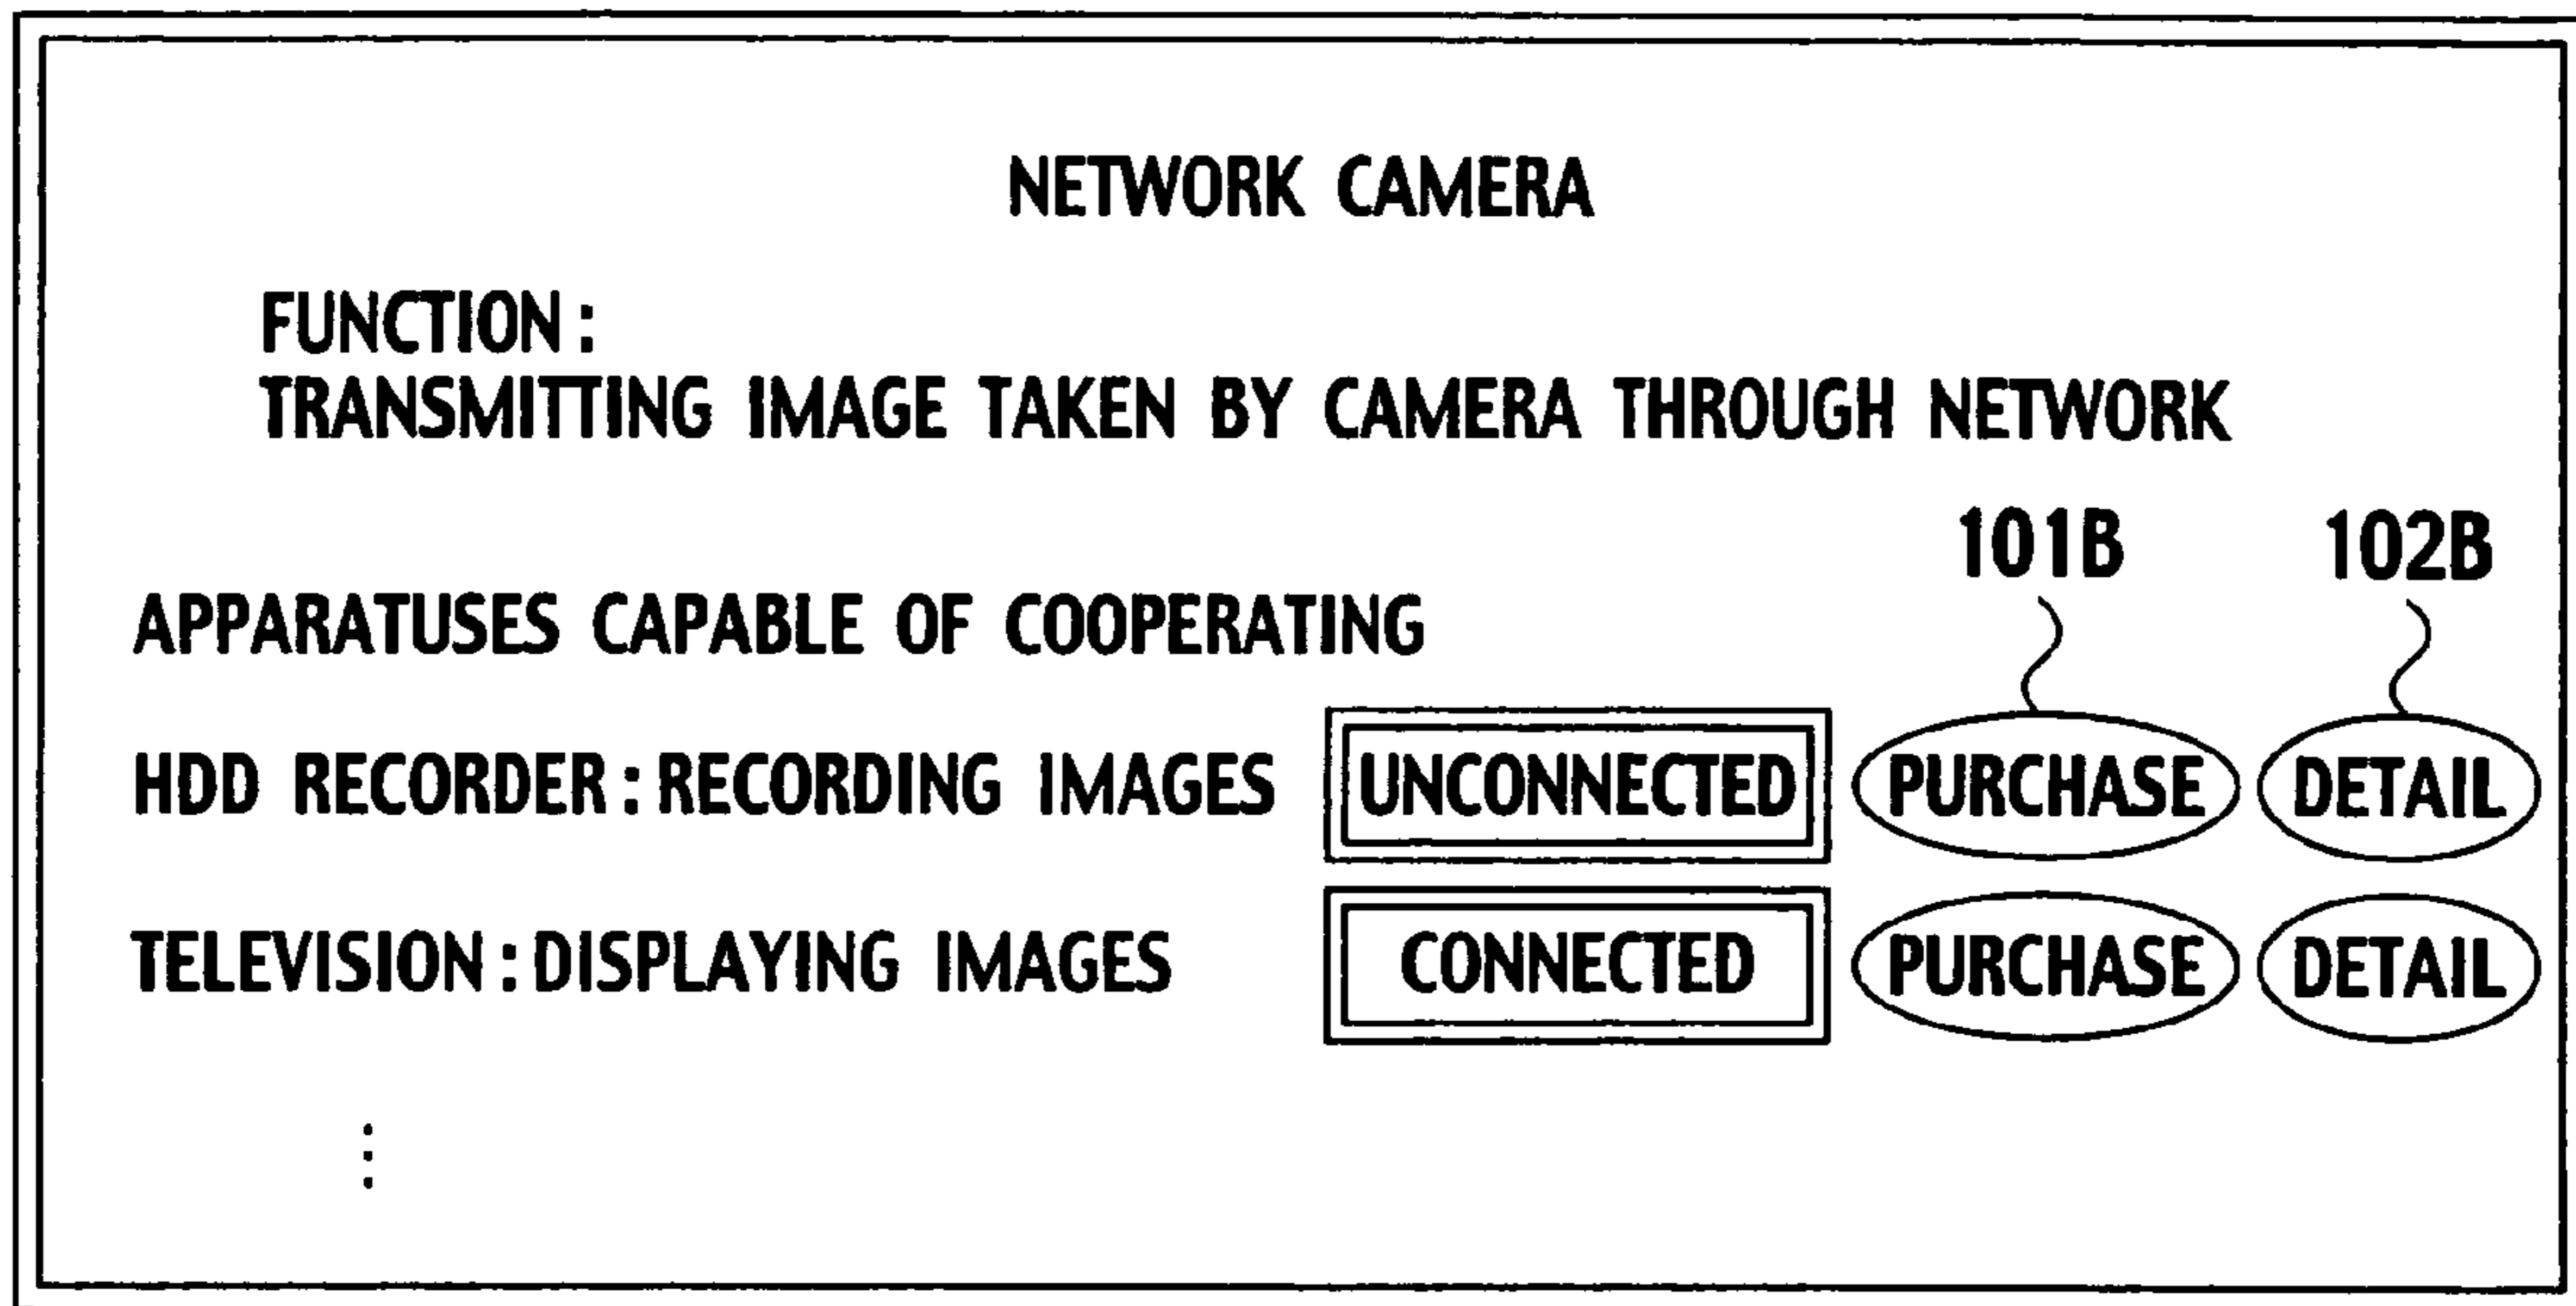 NETWORK CAMERA
FUNCTION:
TRANSMITTING IMAGE TAKEN BY CAMERA THROUGH NETWORK
101B 102B
APPARATUSES CAPABLE OF COOPERATING
HDD RECORDER:RECORDING IMAGES UNCONNECTED PURCHASE DETAIL
TELEVISION:DISPLAYING IMAGES CONNECTED PURCHASE DETAIL